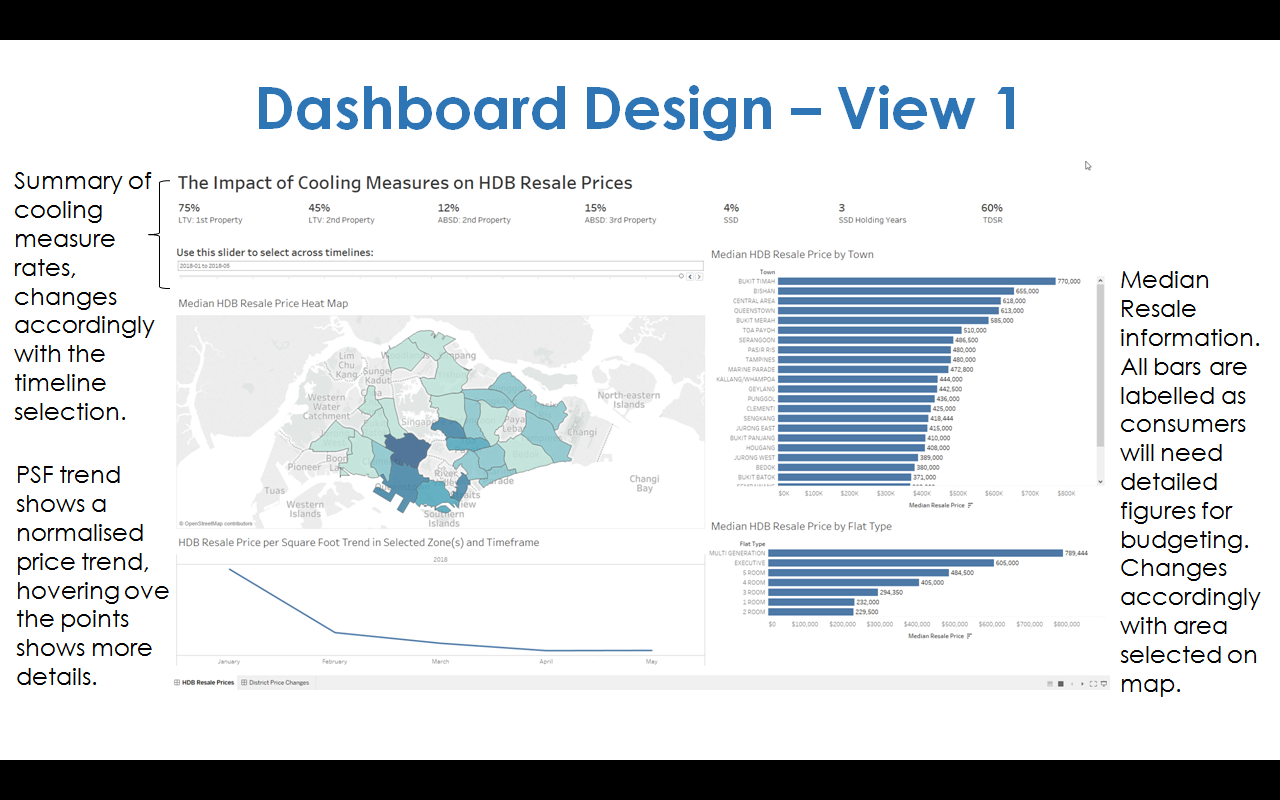 Dashboard Design – View 1
Summary of
cooling
measure
rates,
changes
accordingly
with the
timeline
selection.
PSF trend
shows a
normalised
price trend,
hovering ove
the points
shows more
details.
The Impact of Cooling Measures on HDB Resale Prices
75% 45% 12% 15% 4% 3 60%
LTV: 1st Property LTV: 2nd Property ABSD: 2nd Property ABSD: 3rd Property SSD SSD Holding Years TDSR
Use this slider to select across timelines:
2018-01 to 2018-05
Median HDB Resale Price Heat Map
Lim
Chu
Kang
Sungei
Kadut
Western
Water
Catchment
North-eastern
Islands
Changi
Pioneer
Tuas
Western
Islands
Southern
Islands
Changi
Bay
© OpenStreetMap contributors
HDB Resale Price per Square Foot Trend in Selected Zone(s) and Timeframe
2018
January February March April May
Median HDB Resale Price by Town
Town
BUKIT TIMAH 770,000
BISHAN 655,000
CENTRAL AREA 618,000
QUEENSTOWN 613,000
BUKIT MERAH 585,000
TOA PAYOH 510,000
SERANGOON 486,500
PASIR RIS 480,000
TAMPINES 480,000
MARINE PARADE 472,800
KALLANG/WHAMPOA 444,000
GEYLANG 442,500
PUNGGOL 436,000
CLEMENTI 425,000
SENGKANG 418,444
JURONG EAST 415,000
BUKIT PANJANG 410,000
HOUGANG 408,000
JURONG WEST 389,000
BEDOK 380,000
BUKIT BATOK 371,000
$0K $100K $200K $300K $400K $500K $600K $700K $800K
Median Resale Price
Median HDB Resale Price by Flat Type
Flat Type
MULTI GENERATION 789,444
EXECUTIVE 605,000
5 ROOM 484,500
4 ROOM 405,000
3 ROOM 294,350
1 ROOM 232,000
2 ROOM 229,500
$0 $100,000 $200,000 $300,000 $400,000 $500,000 $600,000 $700,000 $800,000
Median Resale Price
HDB Resale Prices District Price Changes
Median
Resale
information.
All bars are
labelled as
consumers
will need
detailed
figures for
budgeting.
Changes
accordingly
with area
selected on
map.